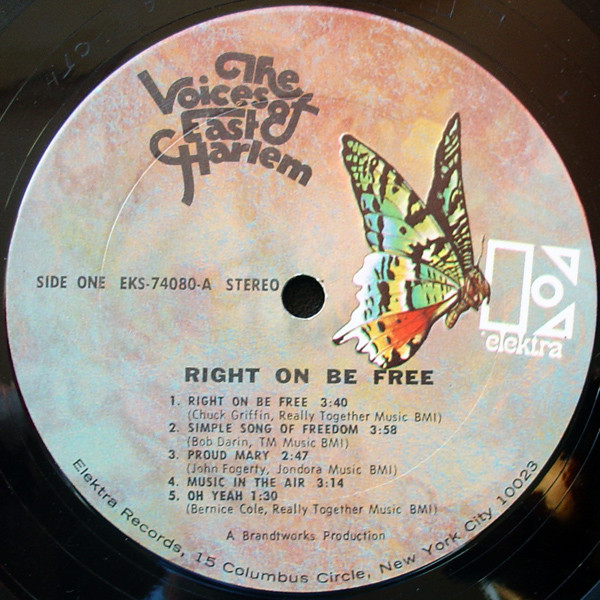 The
Voices of
East
Harlem
SIDE ONE EKS-74080-A STEREO
elektra
RIGHT ON BE FREE
1. RIGHT ON BE FREE 3:40
(Chuck Griffin, Really Together Music BMI)
2. SIMPLE SONG OF FREEDOM 3:58
(Bob Darin, TM Music BMI)
3. PROUD MARY 2:47
(John Fogerty, Jondora Music BMI)
4. MUSIC IN THE AIR 3:14
5. OH YEAH 1:30
(Bernice Cole, Really Together Music BMI)
A Brandtworks Production
Elektra Records, 15 Columbus Circle, New York City 10023